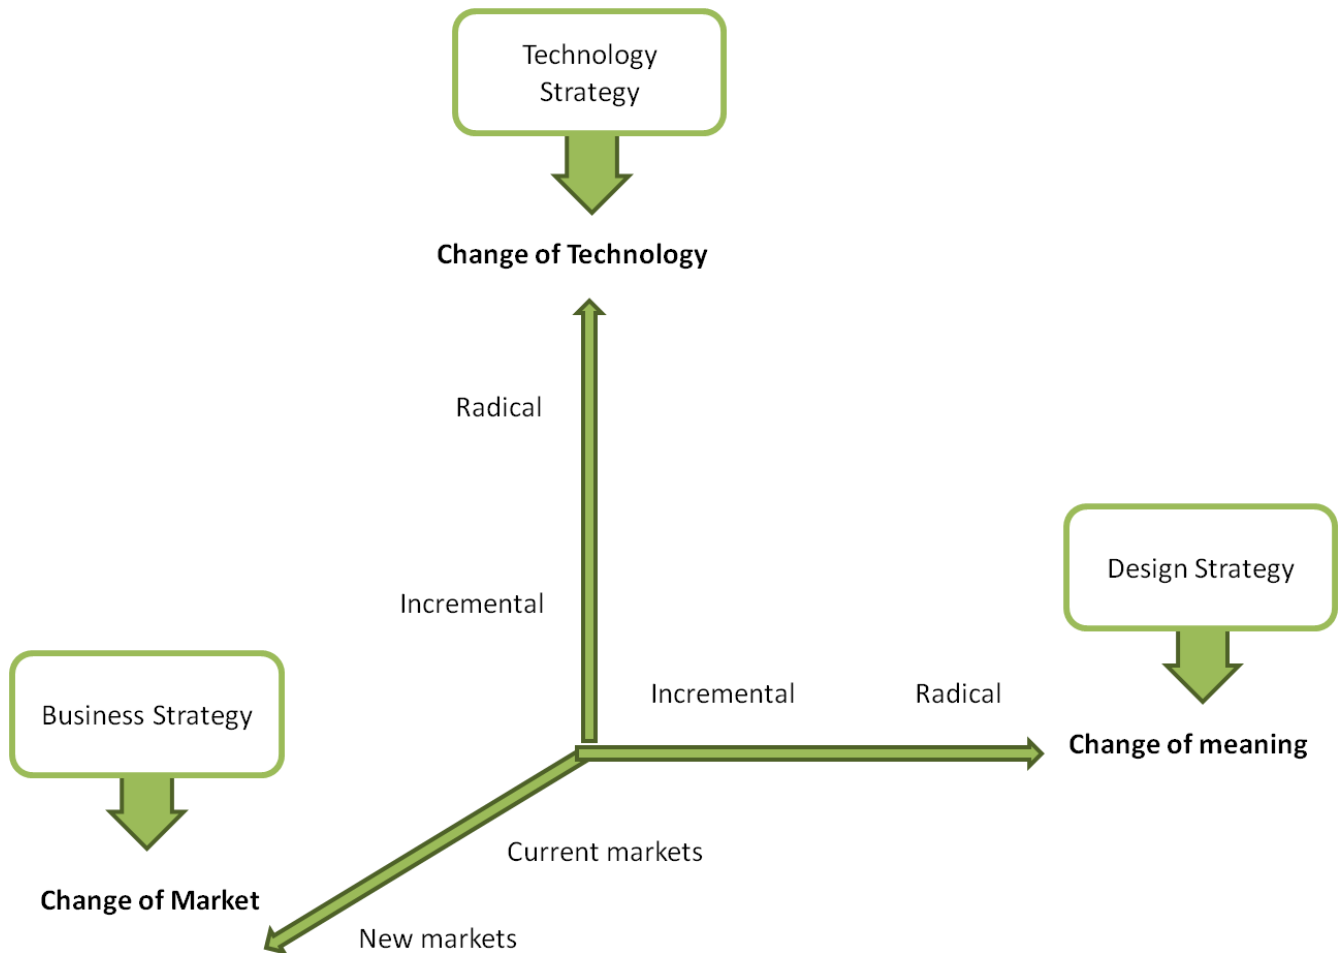 Technology
Strategy
Change of Technology
Radical
Incremental
Design Strategy
Incremental Radical
Business Strategy
Change of meaning
Current markets
Change of Market
New markets